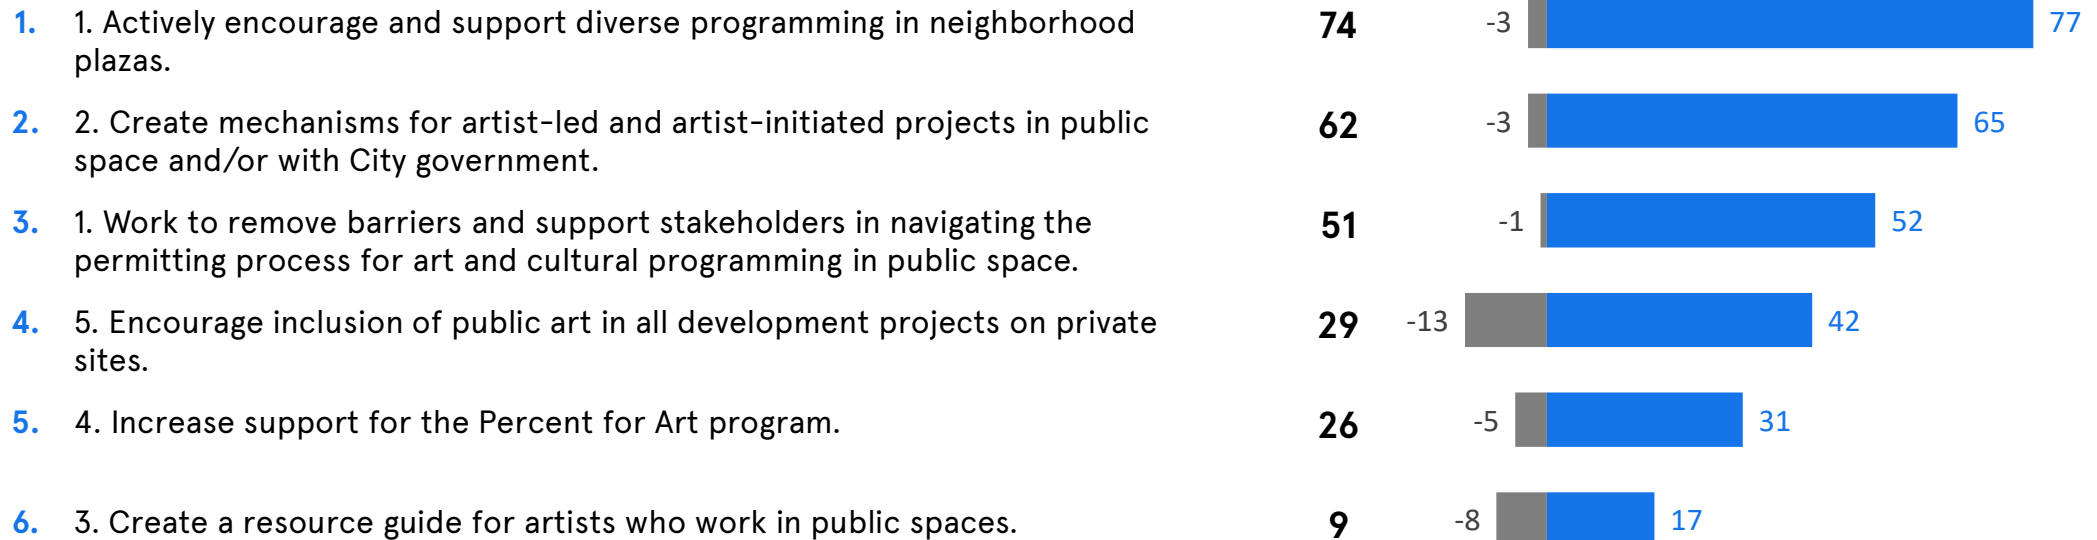 1. 1. Actively encourage and support diverse programming in neighborhood 74 -3 77
plazas.
2. 2. Create mechanisms for artist-led and artist-initiated projects in public 62 -3 65
space and/or with City government.
3. 1. Work to remove barriers and support stakeholders in navigating the 51 -1 52
permitting process for art and cultural programming in public space.
4. 5. Encourage inclusion of public art in all development projects on private 29 -13 42
sites.
5. 4. Increase support for the Percent for Art program. 26 -5 31
6. 3. Create a resource guide for artists who work in public spaces. 9 -8 17